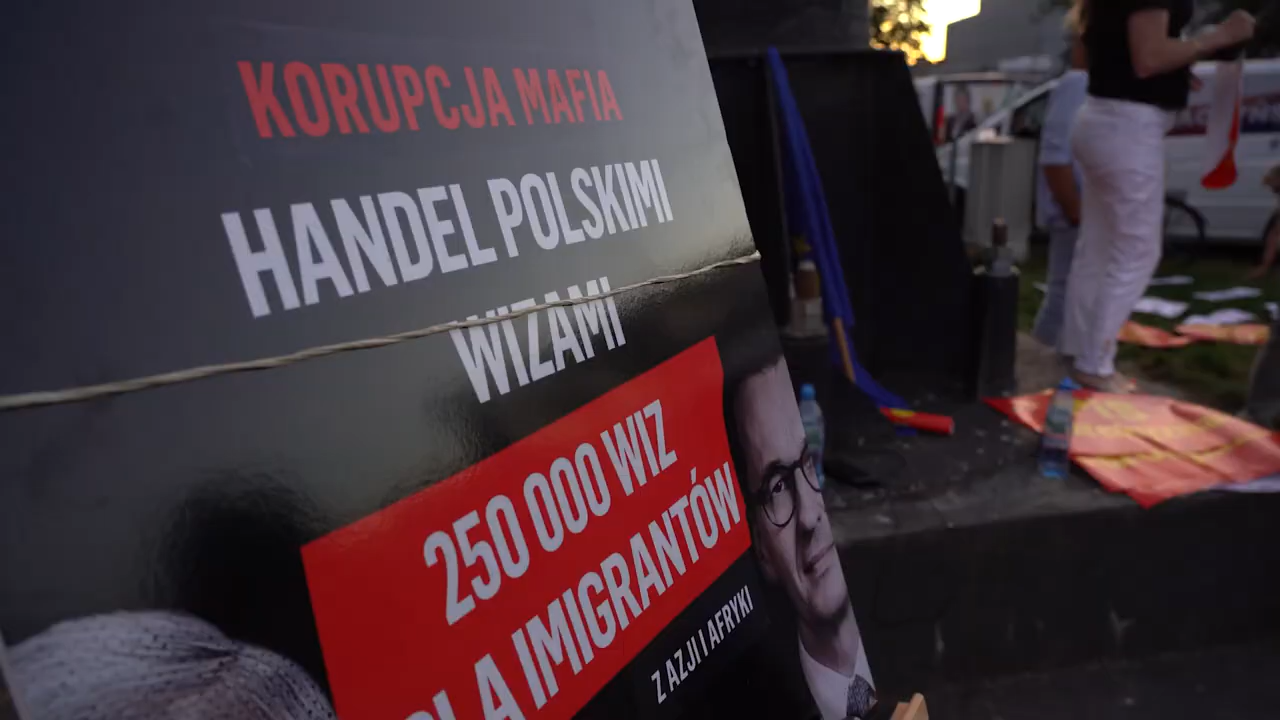 KORUPCJA MAFIA
HANDEL POLSKIMI
WIZAMI
250 000 WIZ
DLA IMIGRANTÓW
Z AZJI I AFRYKI